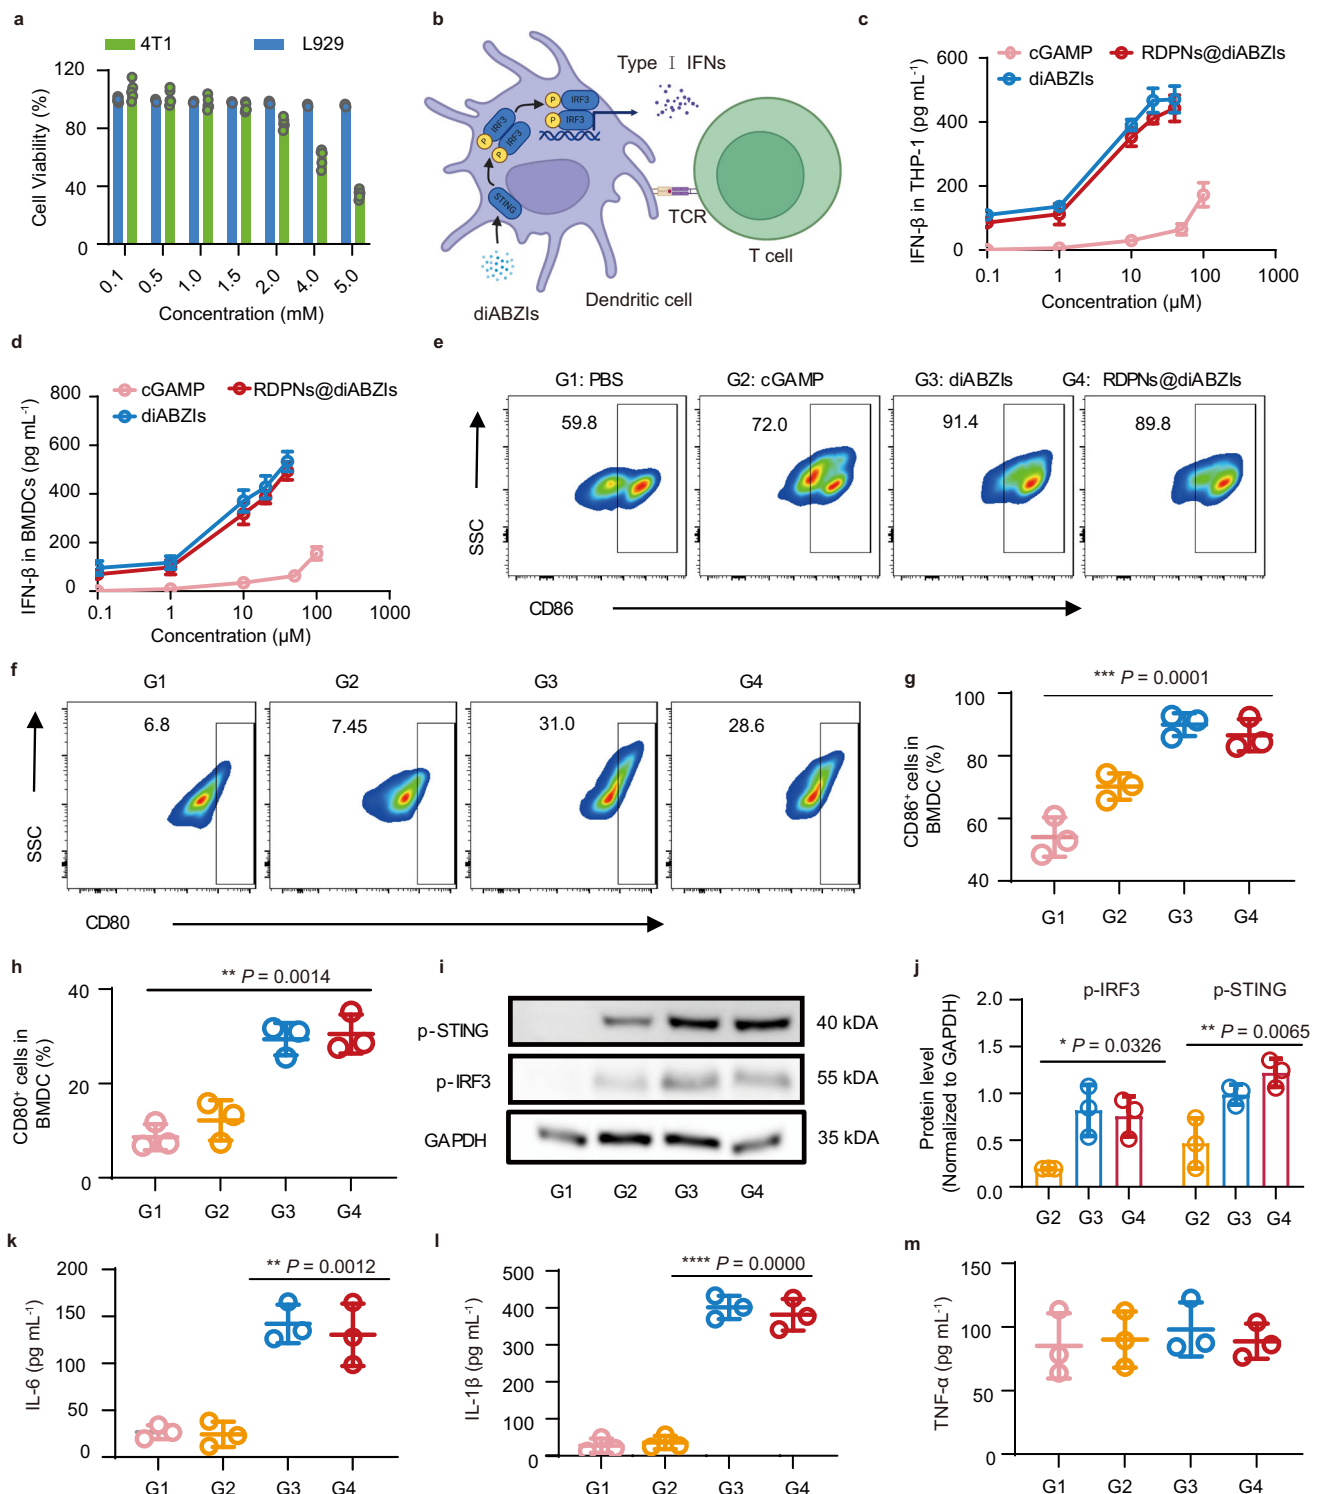 a
4T1 L929
120
80
40
0
Cell Viability (%)
0.1 0.5 1.0 1.5 2.0 4.0 5.0
Concentration (mM)
b
Type I IFNs
P IRF3
P IRF3
IRF3
IRF3
P
P
STING
TCR
T cell
Dendritic cell
diABZIs
c
cGAMP RDPNs@diABZIs
diABZIs
600
400
200
0
IFN-β in THP-1 (pg mL-1)
0.1 1 10 100 1000
Concentration (μM)
d
cGAMP RDPNs@diABZIs
diABZIs
800
600
400
200
0
IFN-β in BMDCs (pg mL-1)
0.1 1 10 100 1000
Concentration (μM)
e
G1: PBS G2: cGAMP G3: diABZIs G4: RDPNs@diABZIs
59.8 72.0 91.4 89.8
SSC
CD86
f
G1 G2 G3 G4
6.8 7.45 31.0 28.6
SSC
CD80
g
*** P = 0.0001
100
80
60
40
CD86+ cells in
BMDC (%)
G1 G2 G3 G4
h
** P = 0.0014
40
20
0
CD80+ cells in
BMDC (%)
G1 G2 G3 G4
i
p-STING 40 kDA
p-IRF3 55 kDA
GAPDH 35 kDA
G1 G2 G3 G4
j
p-IRF3 p-STING
* P = 0.0326 ** P = 0.0065
2.0
1.5
1.0
0.5
0.0
Protein level
(Normalized to GAPDH)
G2 G3 G4 G2 G3 G4
k
** P = 0.0012
200
150
100
50
0
IL-6 (pg mL-1)
G1 G2 G3 G4
l
**** P = 0.0000
500
400
300
200
100
0
IL-1β (pg mL-1)
G1 G2 G3 G4
m
150
100
50
0
TNF-α (pg mL-1)
G1 G2 G3 G4